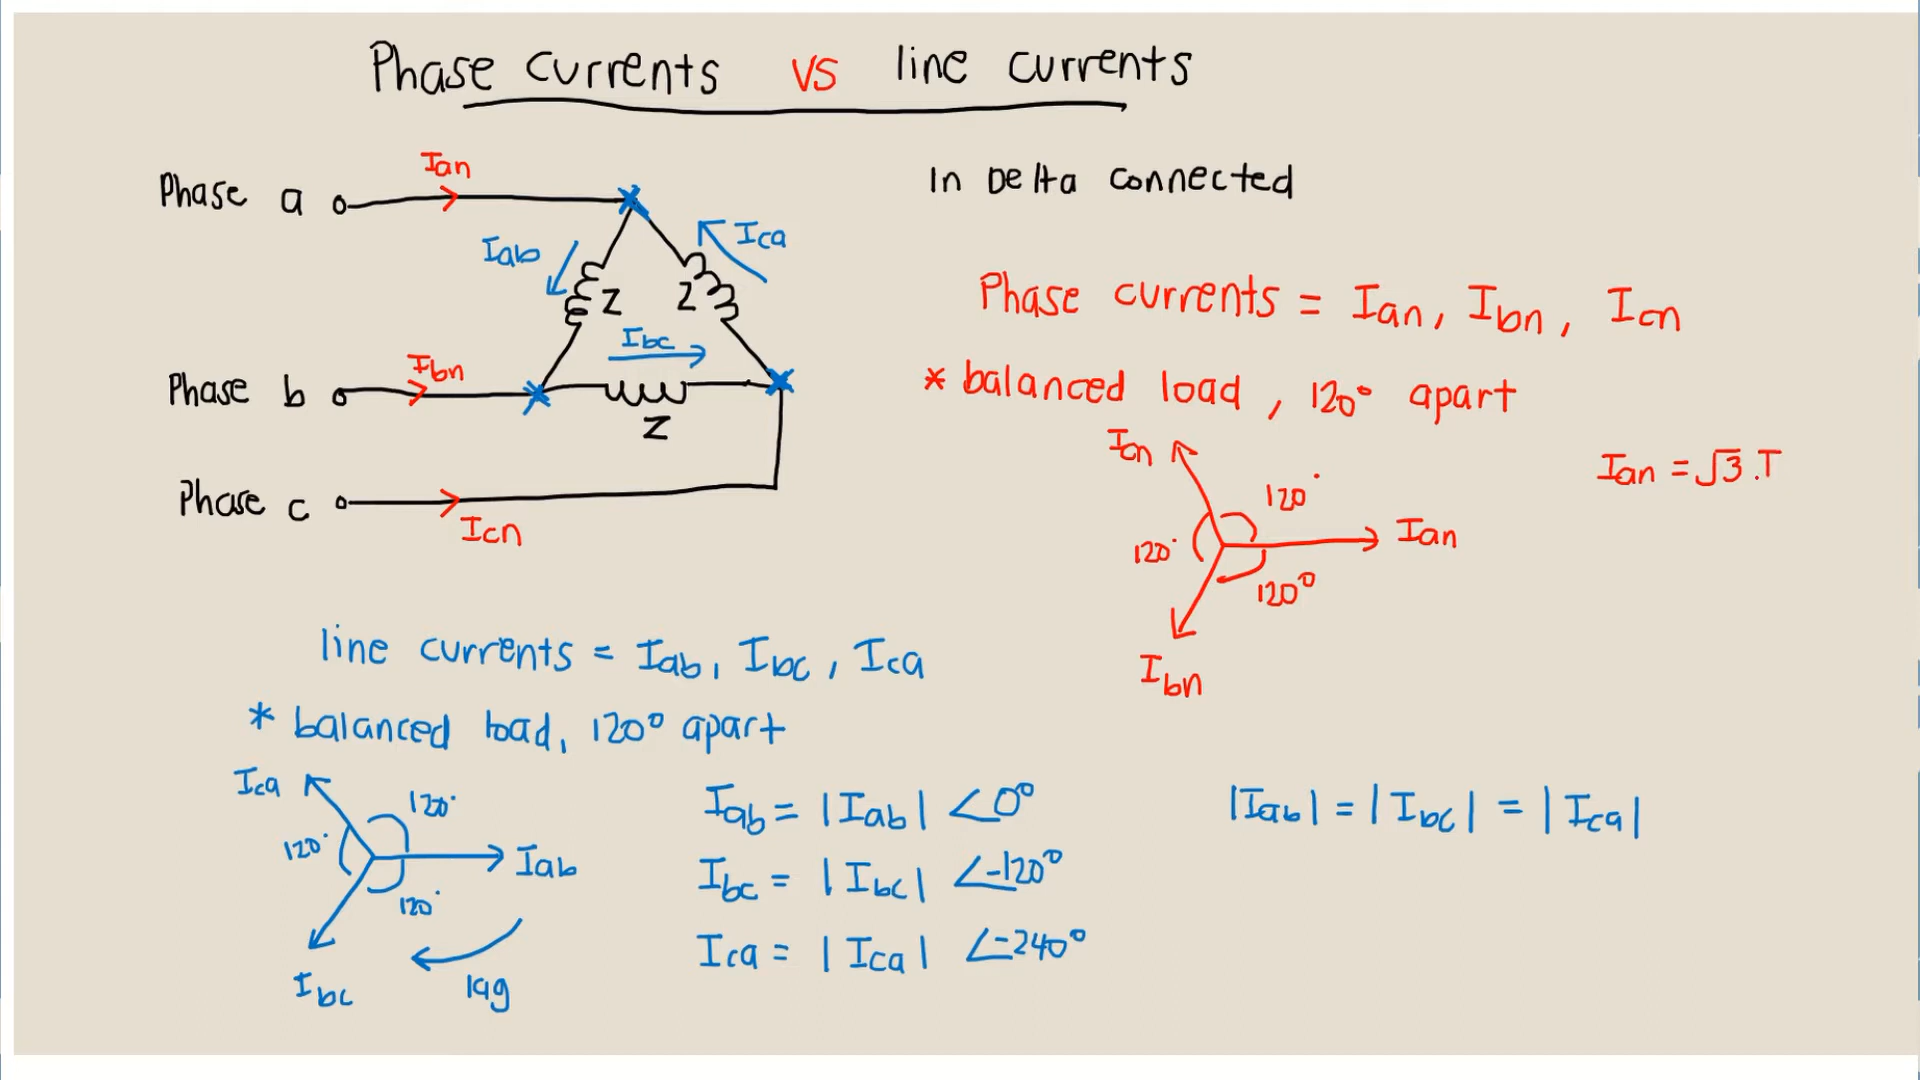 Phase currents vs line currents
In Delta connected
Phase a
Ian
Iab
Ica
Z
Z
Ibc
Phase b
Ibn
Z
Phase c
Icn
Phase currents = Ian, Ibn, Icn
* balanced load, 120° apart
Icn
120°
Ian
120°
120°
Ibn
Ian = √3 . I
line currents = Iab, Ibc, Ica
* balanced load, 120° apart
Ica
120°
120°
Iab
120°
Ibc
lag
Iab = |Iab| ∠0°
Ibc = |Ibc| ∠-120°
Ica = |Ica| ∠-240°
|Iab| = |Ibc| = |Ica|